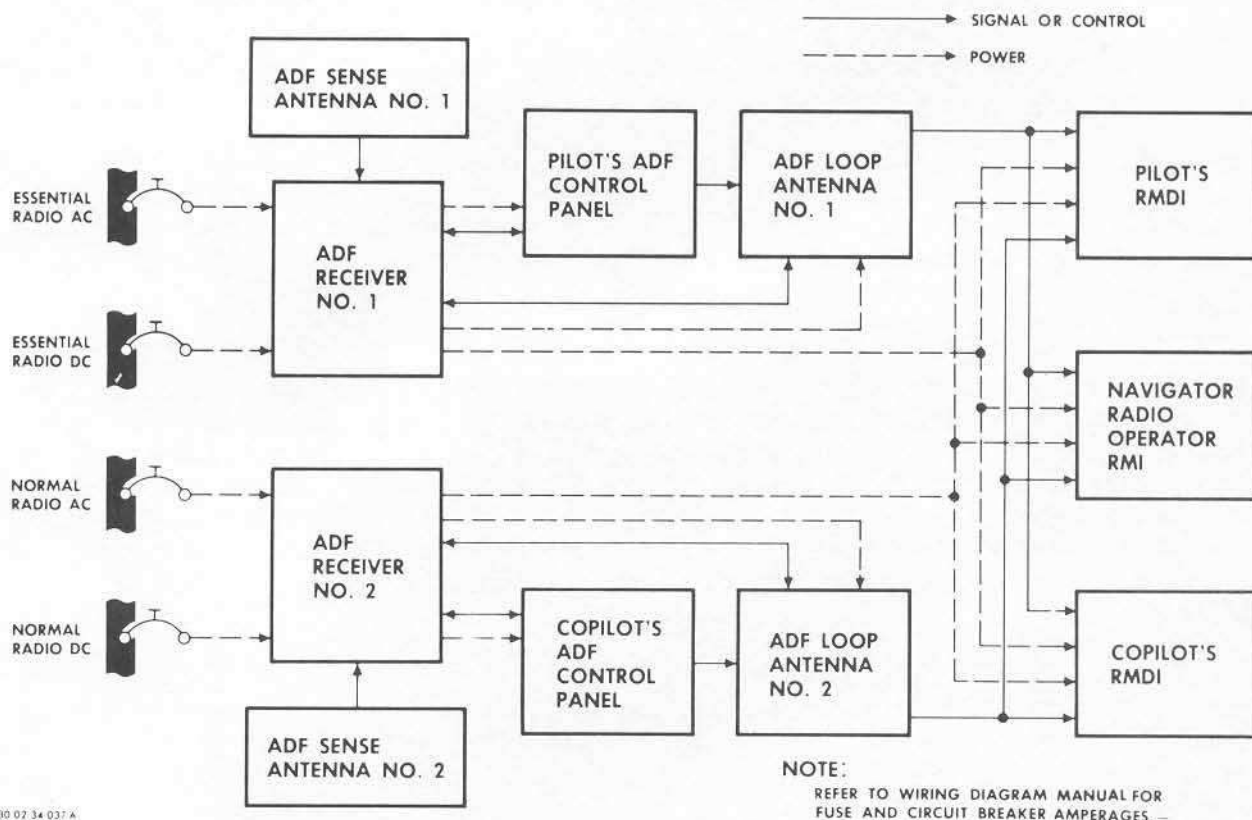 SIGNAL OR CONTROL
POWER
ADF SENSE
ANTENNA NO. 1
ESSENTIAL
RADIO AC
ADF
RECEIVER
NO. 1
PILOT'S ADF
CONTROL
PANEL
ADF LOOP
ANTENNA
NO. 1
PILOT'S
RMDI
ESSENTIAL
RADIO DC
NAVIGATOR
RADIO
OPERATOR
RMI
NORMAL
RADIO AC
ADF
RECEIVER
NO. 2
NORMAL
RADIO DC
COPILOT'S
ADF
CONTROL
PANEL
ADF LOOP
ANTENNA
NO. 2
COPILOT'S
RMDI
ADF SENSE
ANTENNA NO. 2
NOTE:
REFER TO WIRING DIAGRAM MANUAL FOR
FUSE AND CIRCUIT BREAKER AMPERAGES –
02 34 037 A